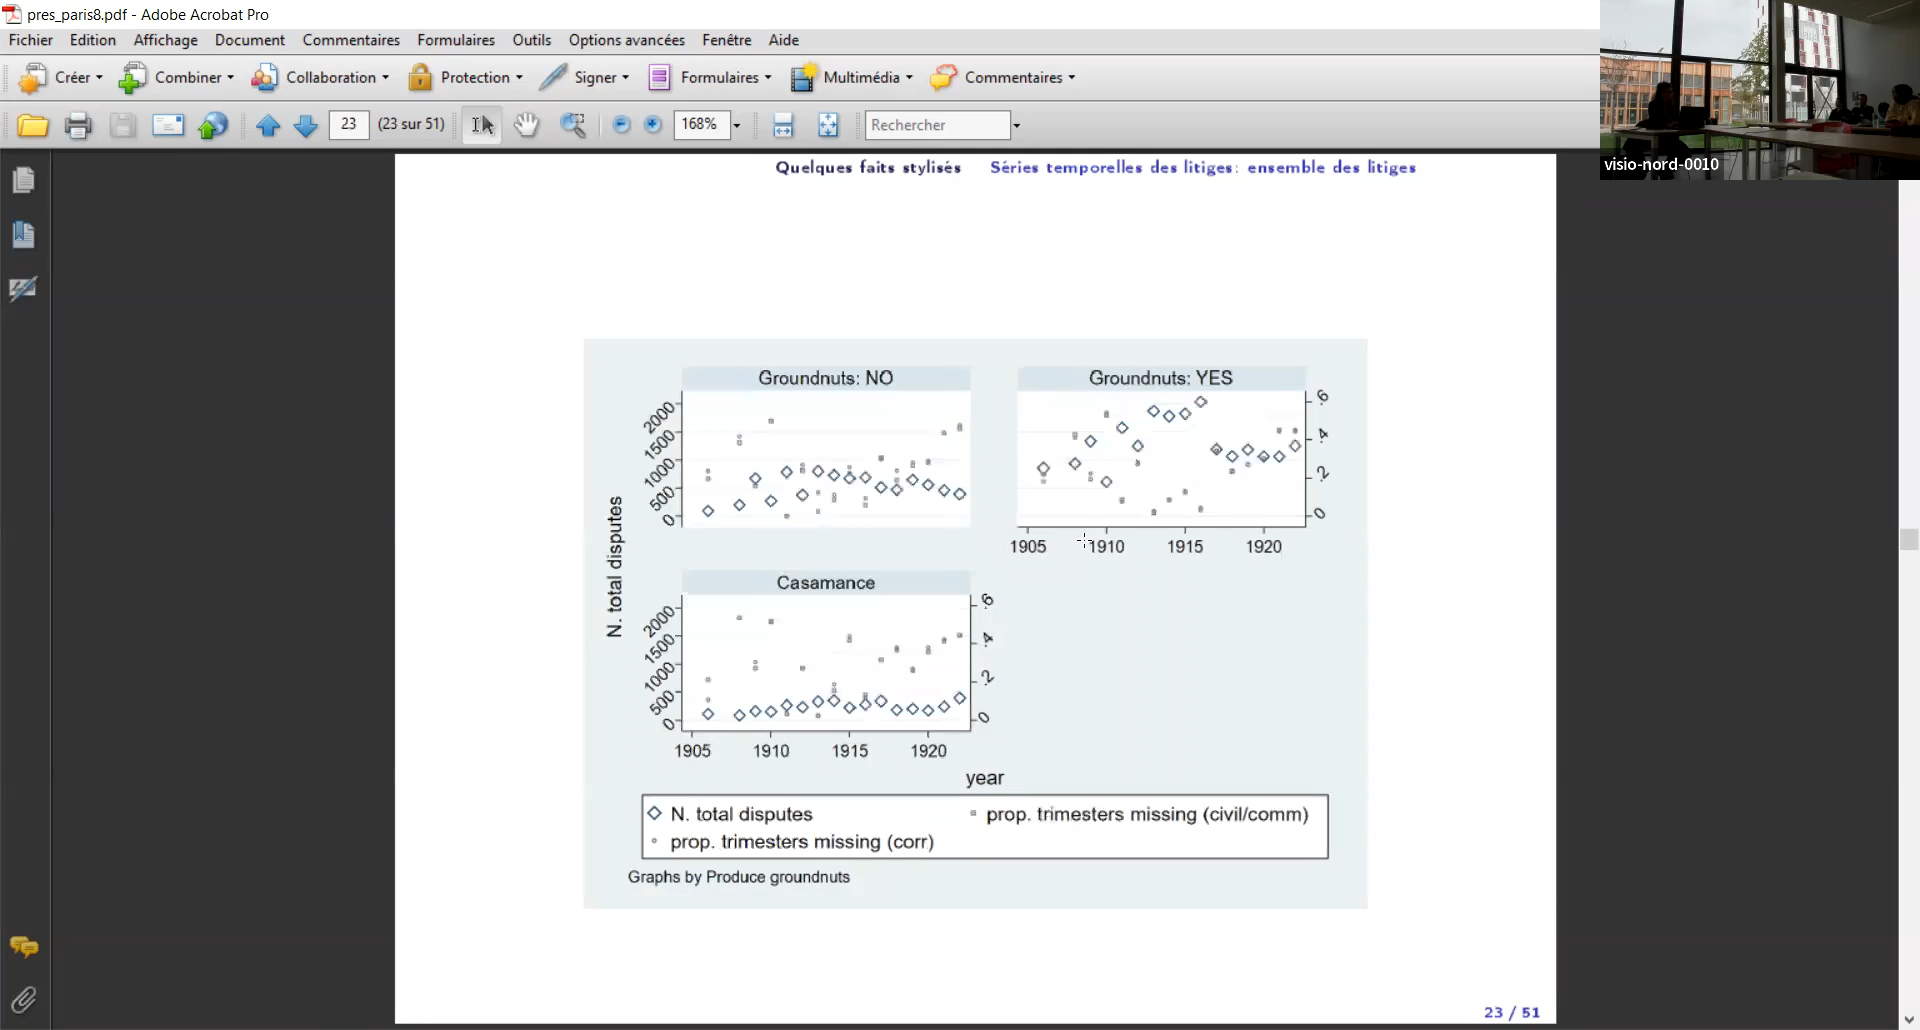 pres_paris8.pdf - Adobe Acrobat Pro
Fichier Edition Affichage Document Commentaires Formulaires Outils Options avancées Fenêtre Aide
Créer Combiner Collaboration Protection Signer Formulaires Multimédia Commentaires
23 (23 sur 51) 168% Rechercher
visio-nord-0010
Quelques faits stylisés Séries temporelles des litiges: ensemble des litiges
Groundnuts: NO
2000
1500
1000
500
0
Groundnuts: YES
.6
.4
.2
0
1905 1910 1915 1920
N. total disputes
Casamance
2000
1500
1000
500
0
.6
.4
.2
0
1905 1910 1915 1920
year
N. total disputes prop. trimesters missing (civil/comm)
prop. trimesters missing (corr)
Graphs by Produce groundnuts
23 / 51